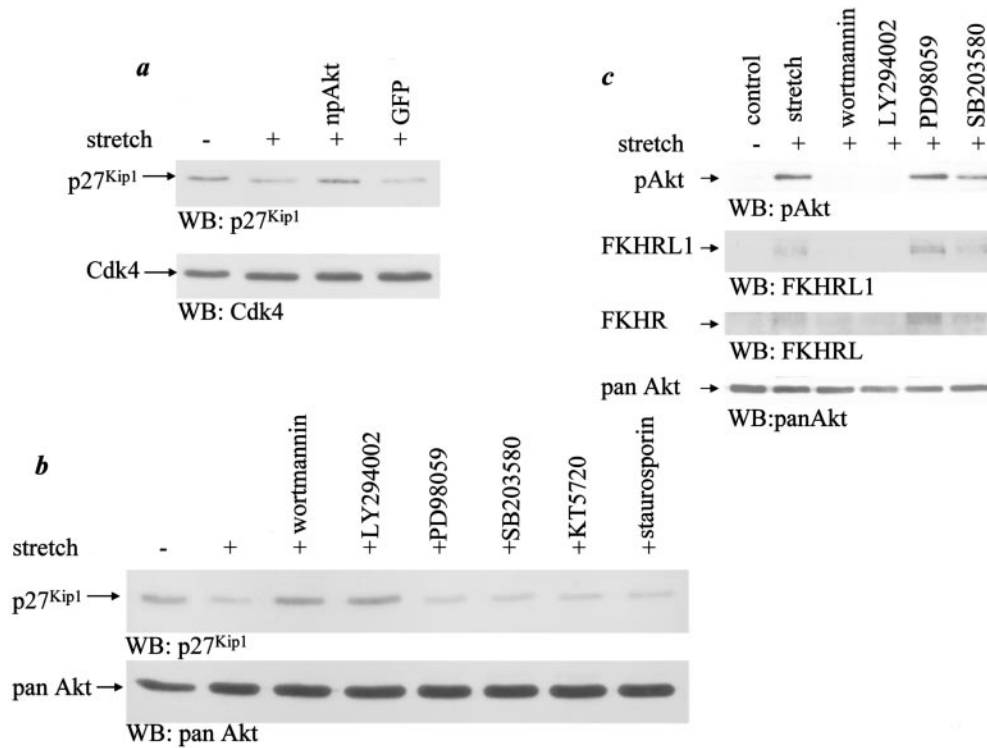 a
npAkt
GFP
stretch - + + +
p27Kip1
WB: p27Kip1
Cdk4
WB: Cdk4
b
wortmannin
LY294002
PD98059
SB203580
KT5720
staurosporin
stretch - + + + + + + +
p27Kip1
WB: p27Kip1
pan Akt
WB: pan Akt
c
control
stretch
wortmannin
LY294002
PD98059
SB203580
stretch - + + + + +
pAkt
WB: pAkt
FKHRL1
WB: FKHRL1
FKHR
WB: FKHRL
pan Akt
WB:panAkt